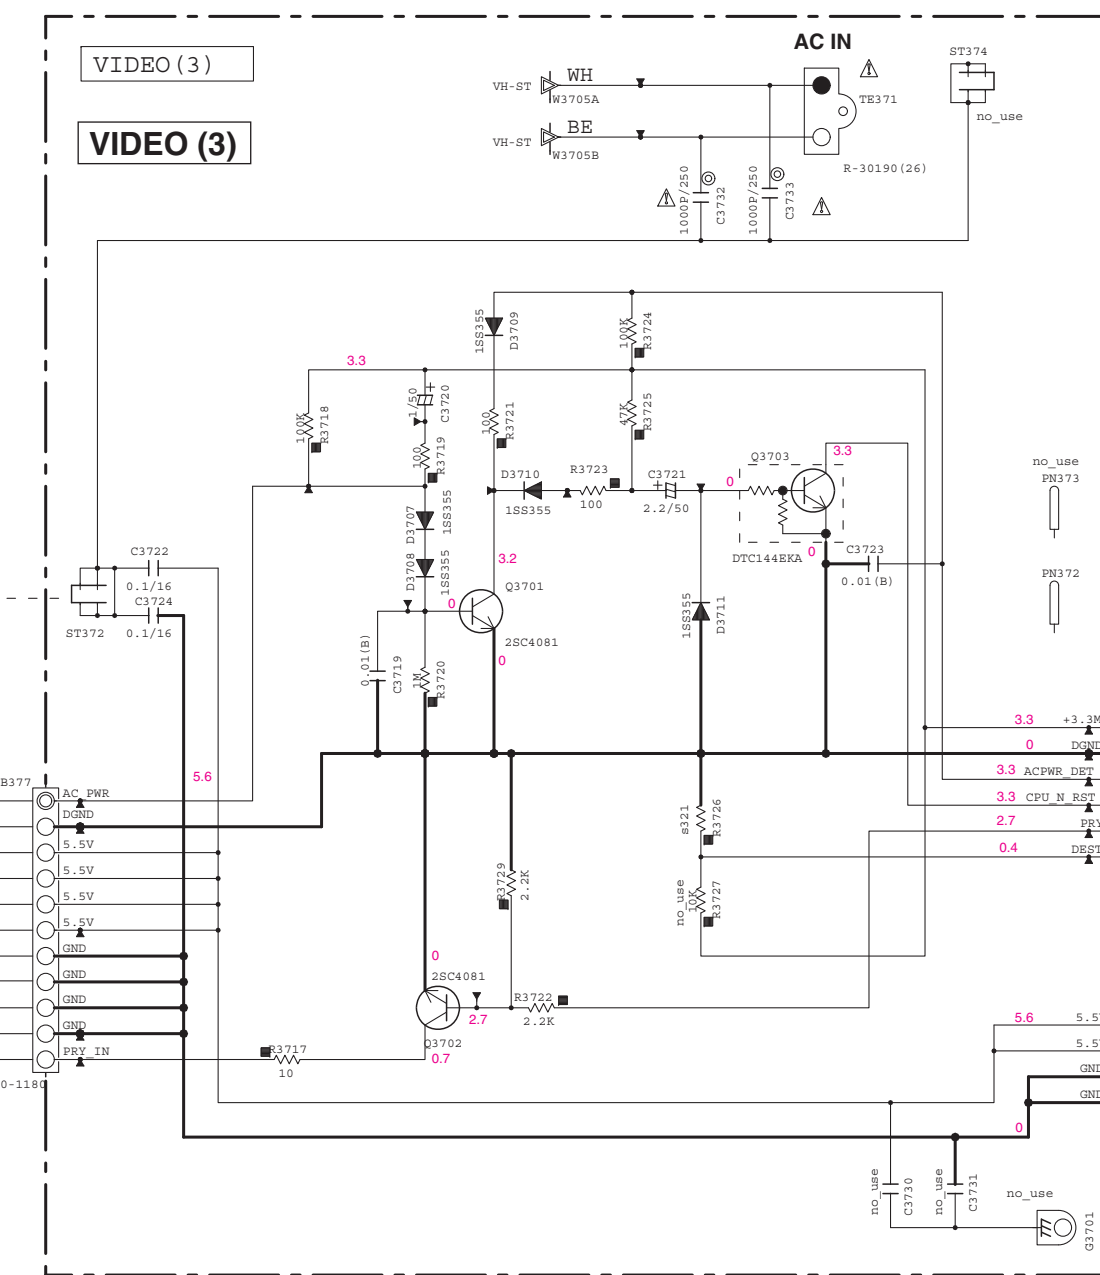 VIDEO(3)
VIDEO (3)
AC IN
ST374
no_use
VH-ST
WH
W3705A
TE371
VH-ST
BE
W3705B
R-30190(26)
1000P/250
C3732
1000P/250
C3733
1SS355
D3709
100K
R3724
3.3
1/50
C3720
100K
R3718
100
R3719
100
R3721
47K
R3725
Q3703
3.3
no_use
PN373
D3710
1SS355
R3723
100
C3721
2.2/50
0
D3707
1SS355
D3708
1SS355
DTC144EKA
0
C3723
0.01(B)
PN372
C3722
0.1/16
C3724
0.1/16
ST372
3.2
Q3701
0
2SC4081
0
1SS355
D3711
0.01(B)
C3719
1M
R3720
3.3
+3.3M
0
DGND
3.3
ACPWR_DET
3.3
CPU_N_RST
2.7
PRY
0.4
DEST
B377
5.6
AC_PWR
DGND
5.5V
5.5V
5.5V
5.5V
GND
GND
GND
GND
PRY_IN
0-1180
s321
R3726
R3729
2.2K
no_use
10K
R3727
0
2SC4081
2.7
R3722
2.2K
Q3702
0.7
R3717
10
5.6
5.5
5.5
GND
GND
0
no_use
C3730
no_use
C3731
no_use
G3701